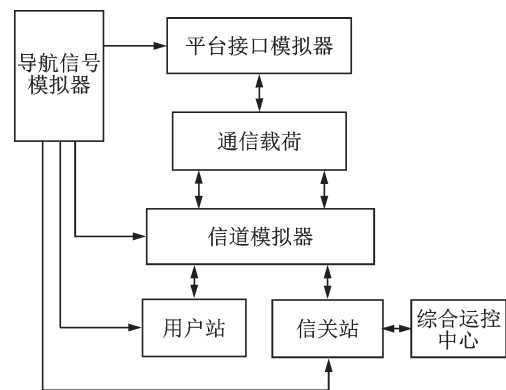 导航信号
模拟器
平台接口模拟器
通信载荷
信道模拟器
用户站
信关站
综合运控
中心